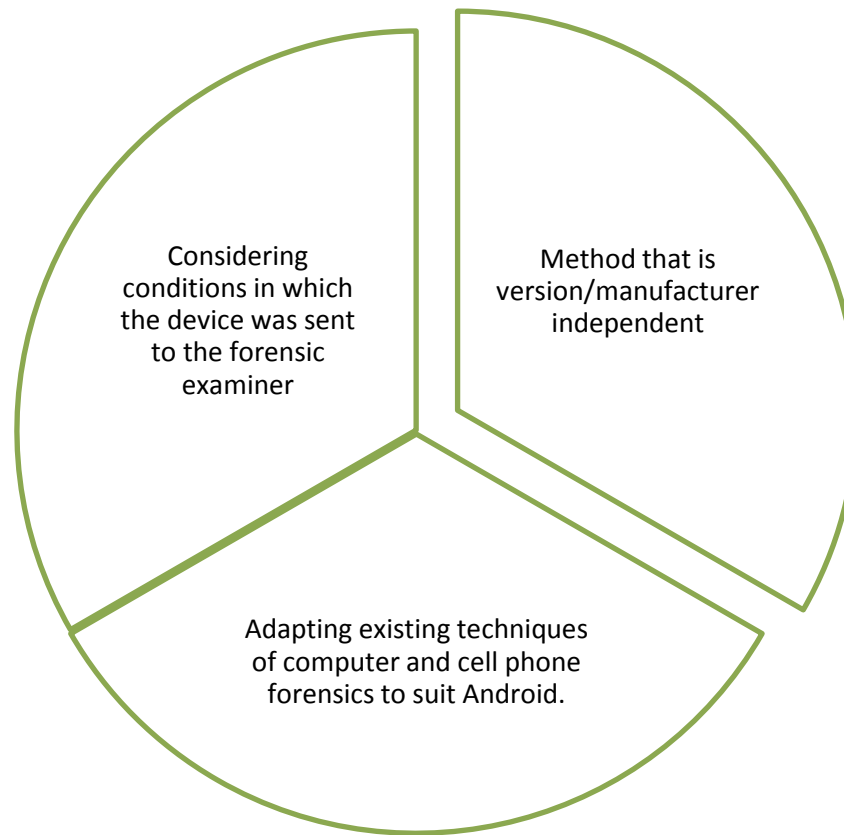 Considering
conditions in which
the device was sent
to the forensic
examiner
Method that is
version/manufacturer
independent
Adapting existing techniques
of computer and cell phone
forensics to suit Android.